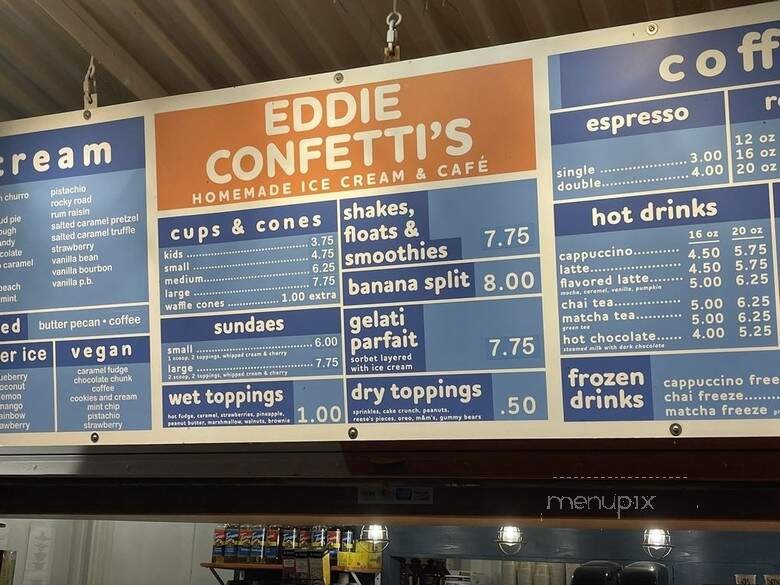 cream
churro
pistachio
rocky road
rum raisin
salted caramel pretzel
salted caramel truffle
strawberry
vanilla bean
vanilla bourbon
vanilla p.b.
caramel
mint
butter pecan • coffee
ice
vegan
caramel fudge
chocolate chunk
coffee
cookies and cream
mint chip
pistachio
strawberry
EDDIE
CONFETTI'S
HOMEMADE ICE CREAM & CAFÉ
cups & cones
kids 3.75
small 4.75
medium 6.25
large 7.75
waffle cones 1.00 extra
sundaes
small 6.00
1 scoop, 2 toppings, whipped cream & cherry
large 7.75
2 scoop, 2 toppings, whipped cream & cherry
wet toppings 1.00
hot fudge, caramel, strawberries, pineapple,
peanut butter, marshmallow, walnuts, brownie
shakes,
floats &
smoothies 7.75
banana split 8.00
gelati
parfait 7.75
sorbet layered
with ice cream
dry toppings .50
sprinkles, cake crunch, peanuts,
reese's pieces, oreo, m&m's, gummy bears
coff
espresso
single 3.00
double 4.00
12 oz
16 oz
20 oz
hot drinks
16 oz 20 oz
cappuccino 4.50 5.75
latte 4.50 5.75
flavored latte 5.00 6.25
mocha, caramel, vanilla, pumpkin
chai tea 5.00 6.25
matcha tea 5.00 6.25
green tea
hot chocolate 4.00 5.25
steamed milk with dark chocolate
frozen
drinks
cappuccino free
chai freeze
matcha freeze
menupix